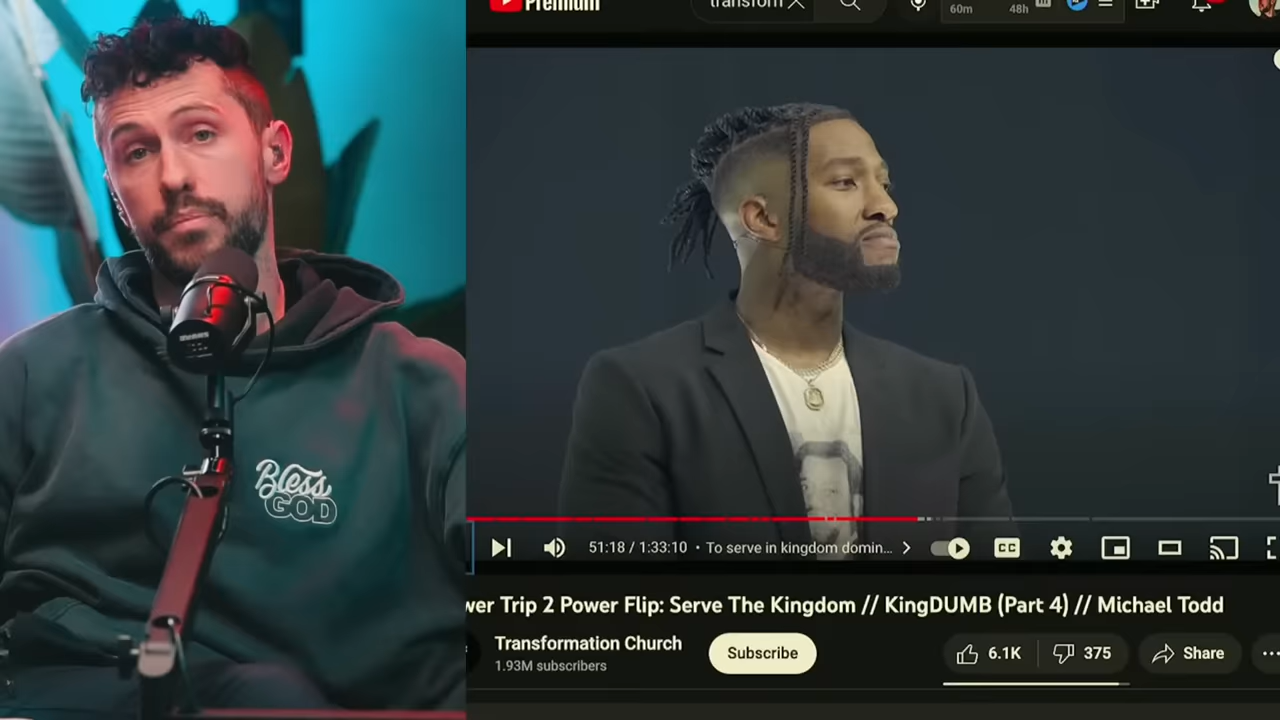 Premium
transform
60m
48h
Bless
GOD
51:18 / 1:33:10 • To serve in kingdom domin...
CC
wer Trip 2 Power Flip: Serve The Kingdom // KingDUMB (Part 4) // Michael Todd
Transformation Church
1.93M subscribers
Subscribe
6.1K
375
Share